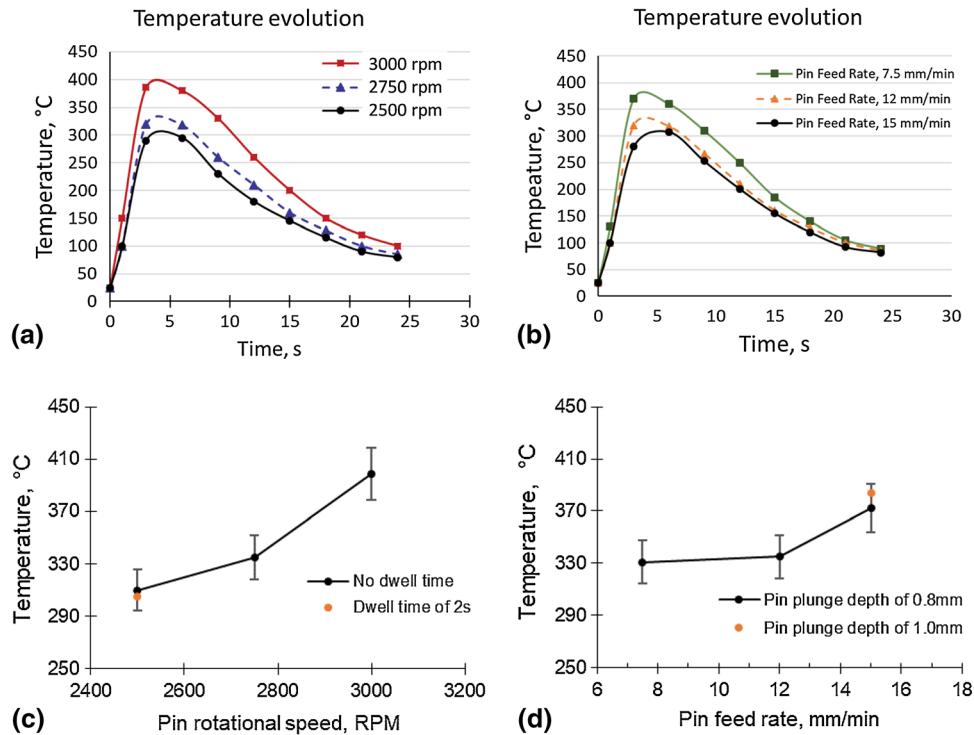 Temperature evolution
Temperature, °C
450
400
350
300
250
200
150
100
50
0
3000 rpm
2750 rpm
2500 rpm
0
5
10
15
20
25
30
Time, s
(a)
Temperature evolution
Tempeature, °C
450
400
350
300
250
200
150
100
50
0
Pin Feed Rate, 7.5 mm/min
Pin Feed Rate, 12 mm/min
Pin Feed Rate, 15 mm/min
0
5
10
15
20
25
30
Time, s
(b)
Temperature, °C
450
410
370
330
290
250
No dwell time
Dwell time of 2s
2400
2600
2800
3000
3200
Pin rotational speed, RPM
(c)
Temperature, °C
450
410
370
330
290
250
Pin plunge depth of 0.8mm
Pin plunge depth of 1.0mm
6
8
10
12
14
16
18
Pin feed rate, mm/min
(d)